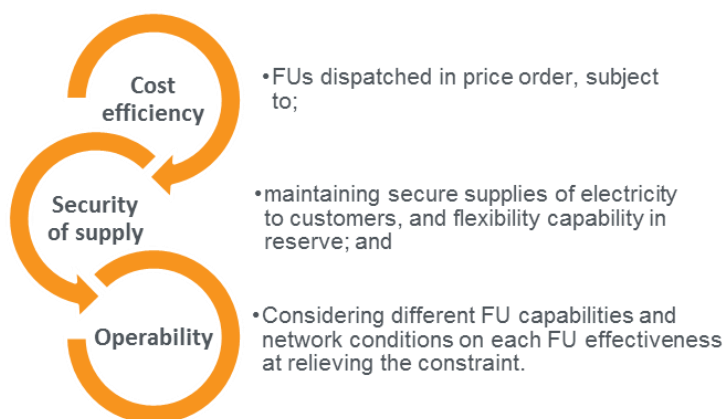 Cost
efficiency
•FUs dispatched in price order, subject
to;
Security
of supply
•maintaining secure supplies of electricity
to customers, and flexibility capability in
reserve; and
Operability
•Considering different FU capabilities and
network conditions on each FU effectiveness
at relieving the constraint.